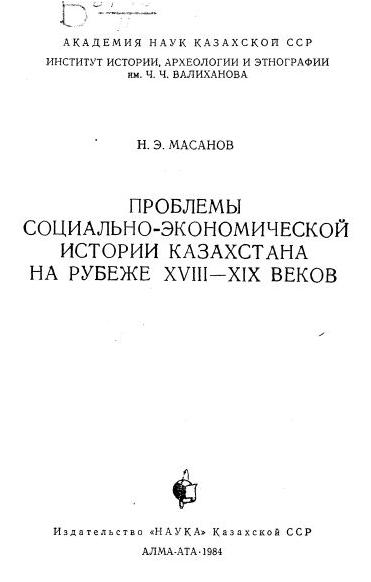 АКАДЕМИЯ НАУК КАЗАХСКОЙ ССР
ИНСТИТУТ ИСТОРИИ, АРХЕОЛОГИИ И ЭТНОГРАФИИ
им. Ч. Ч. ВАЛИХАНОВА
Н. Э. МАСАНОВ
ПРОБЛЕМЫ
СОЦИАЛЬНО-ЭКОНОМИЧЕСКОЙ
ИСТОРИИ КАЗАХСТАНА
НА РУБЕЖЕ XVIII—XIX ВЕКОВ
Издательство «НАУКА» Казахской ССР
АЛМА-АТА·1984